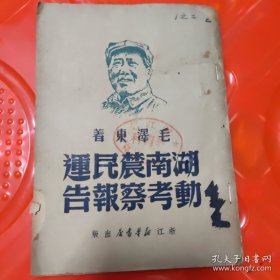 著東澤毛
運民農南湖
告報察考動
浙江新華書店出版
孔夫子旧书网